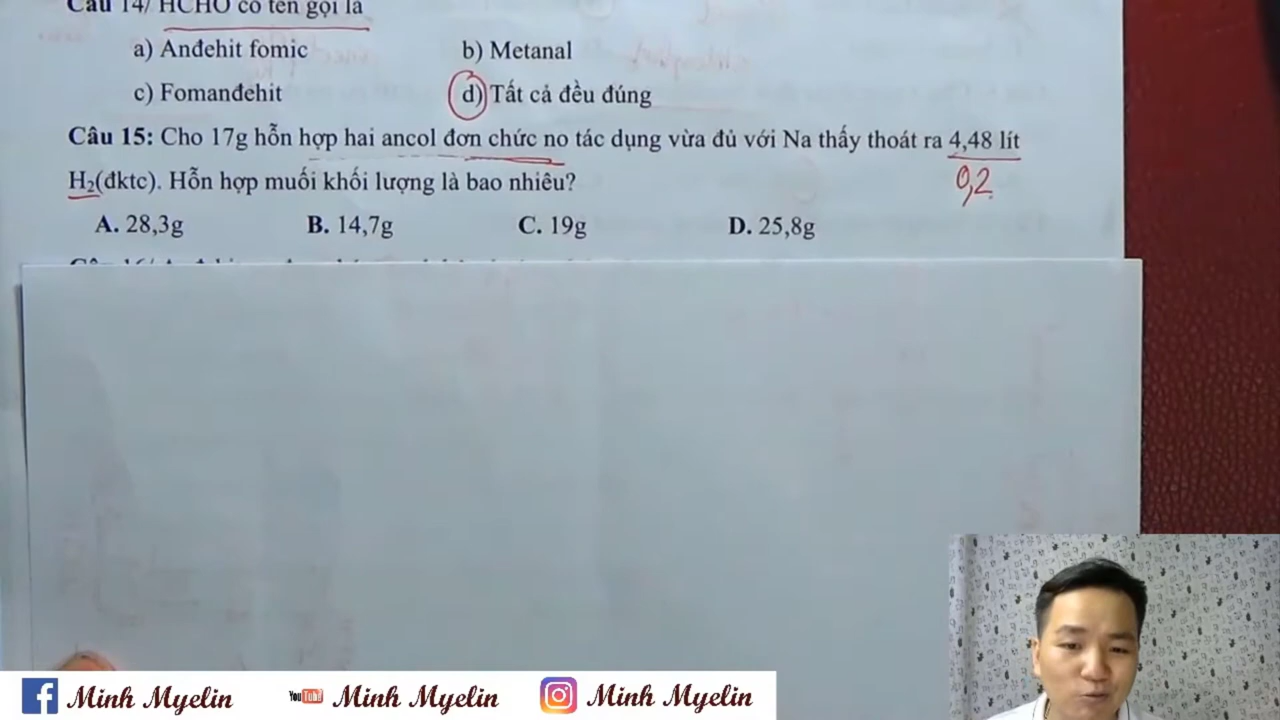 Câu 14/ HCHO có tên gọi là
a) Anđehit fomic b) Metanal
c) Fomanđehit d) Tất cả đều đúng
Câu 15: Cho 17g hỗn hợp hai ancol đơn chức no tác dụng vừa đủ với Na thấy thoát ra 4,48 lít
H₂(đktc). Hỗn hợp muối khối lượng là bao nhiêu?
0,2
A. 28,3g B. 14,7g C. 19g D. 25,8g
Minh Myelin YouTube Minh Myelin Minh Myelin